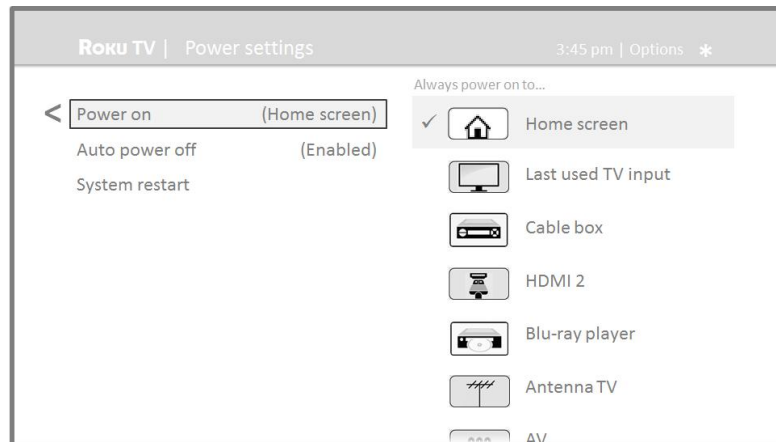 Roku TV | Power settings 3:45 pm | Options ✱
Always power on to...
< Power on (Home screen)
Auto power off (Enabled)
System restart
✓ Home screen
Last used TV input
Cable box
HDMI 2
Blu-ray player
Antenna TV
AV